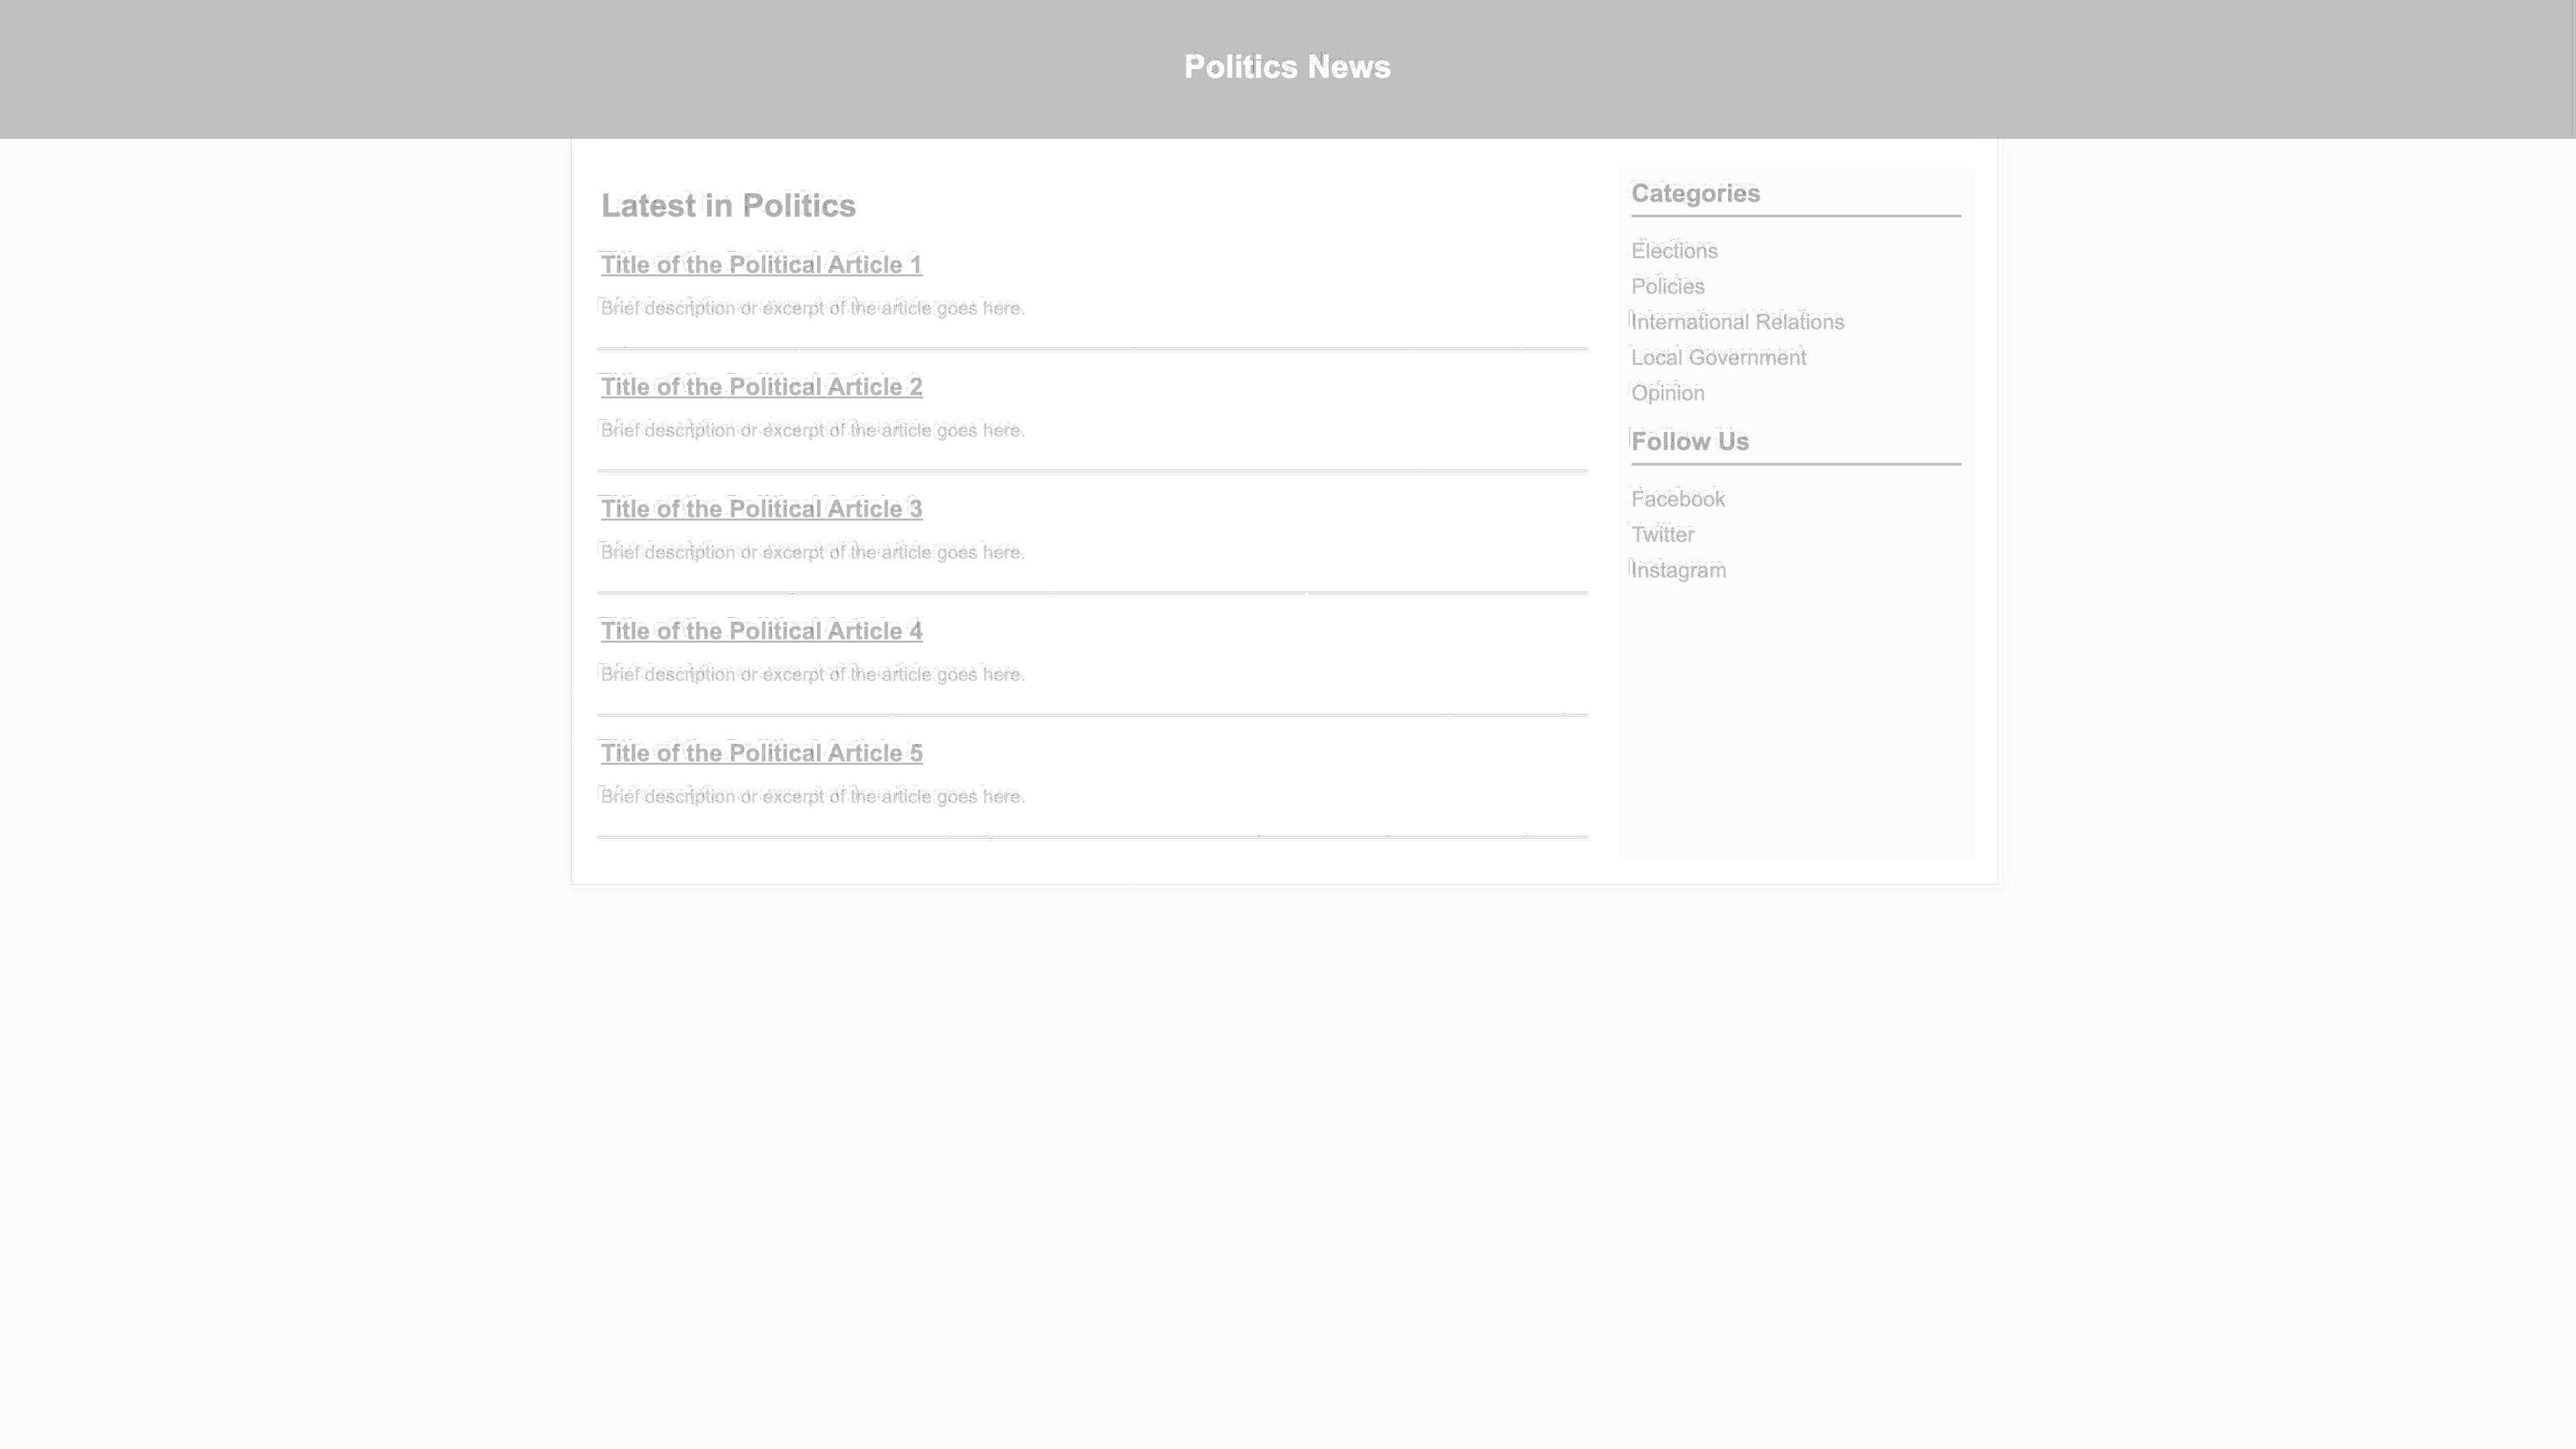 Politics News
Latest in Politics
Title of the Political Article 1
Brief description or excerpt of the article goes here.
Title of the Political Article 2
Brief description or excerpt of the article goes here.
Title of the Political Article 3
Brief description or excerpt of the article goes here.
Title of the Political Article 4
Brief description or excerpt of the article goes here.
Title of the Political Article 5
Brief description or excerpt of the article goes here.
Categories
Elections
Policies
International Relations
Local Government
Opinion
Follow Us
Facebook
Twitter
Instagram